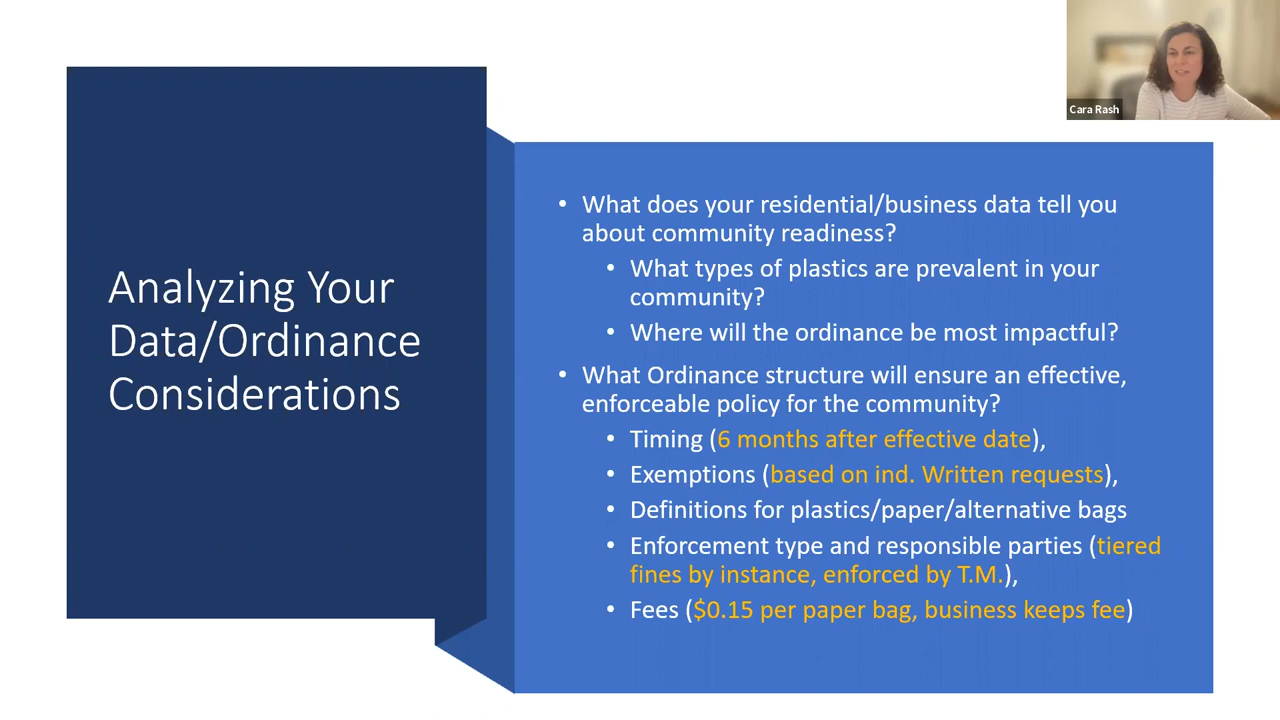 Cara Rash
Analyzing Your
Data/Ordinance
Considerations
• What does your residential/business data tell you
about community readiness?
• What types of plastics are prevalent in your
community?
• Where will the ordinance be most impactful?
• What Ordinance structure will ensure an effective,
enforceable policy for the community?
• Timing (6 months after effective date),
• Exemptions (based on ind. Written requests),
• Definitions for plastics/paper/alternative bags
• Enforcement type and responsible parties (tiered
fines by instance, enforced by T.M.),
• Fees ($0.15 per paper bag, business keeps fee)